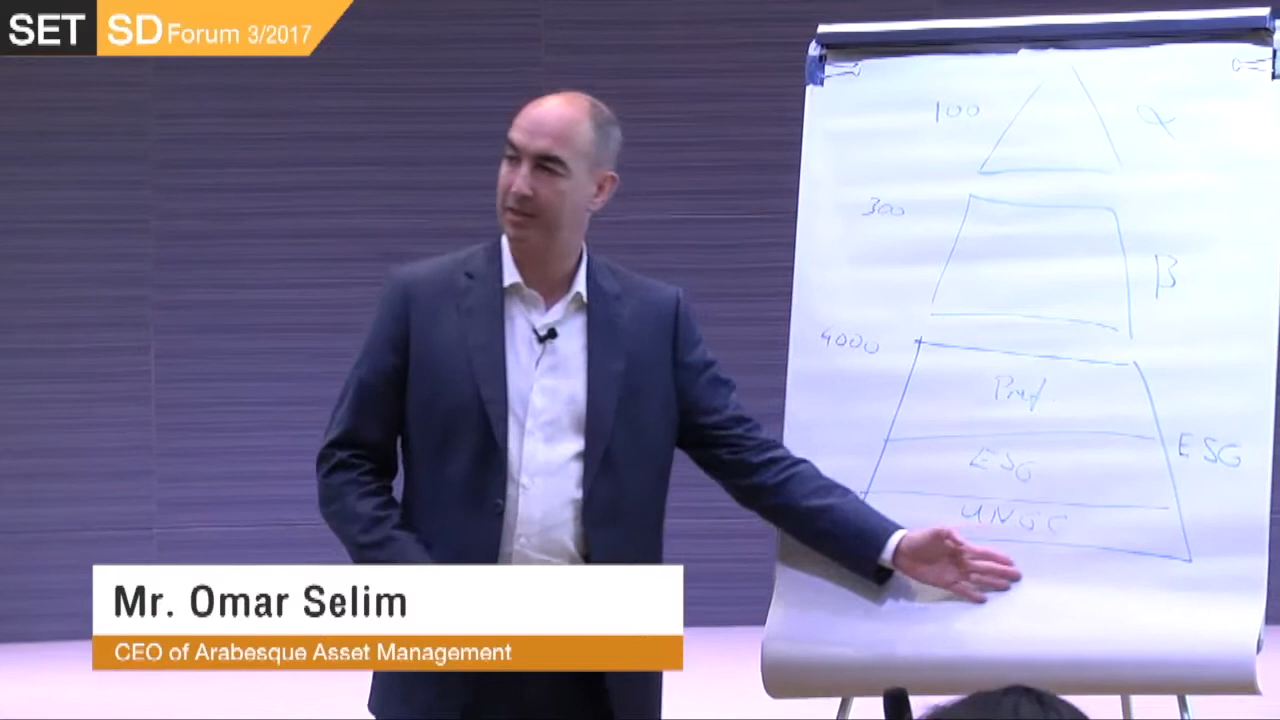 SET SD Forum 3/2017
100 α
300
β
4000
Pref.
ESG
ESG
UNGC
Mr. Omar Selim
CEO of Arabesque Asset Management